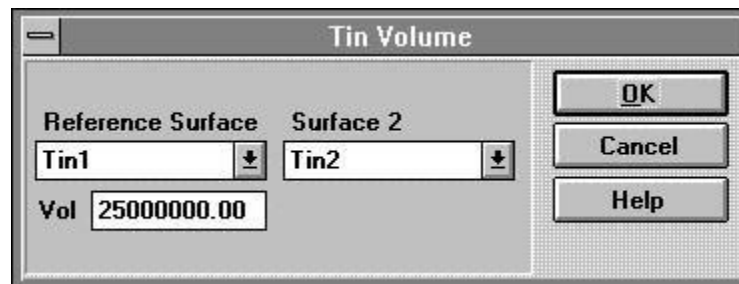 Tin Volume
Reference Surface Surface 2
Tin1 Tin2
Vol 25000000.00
OK
Cancel
Help